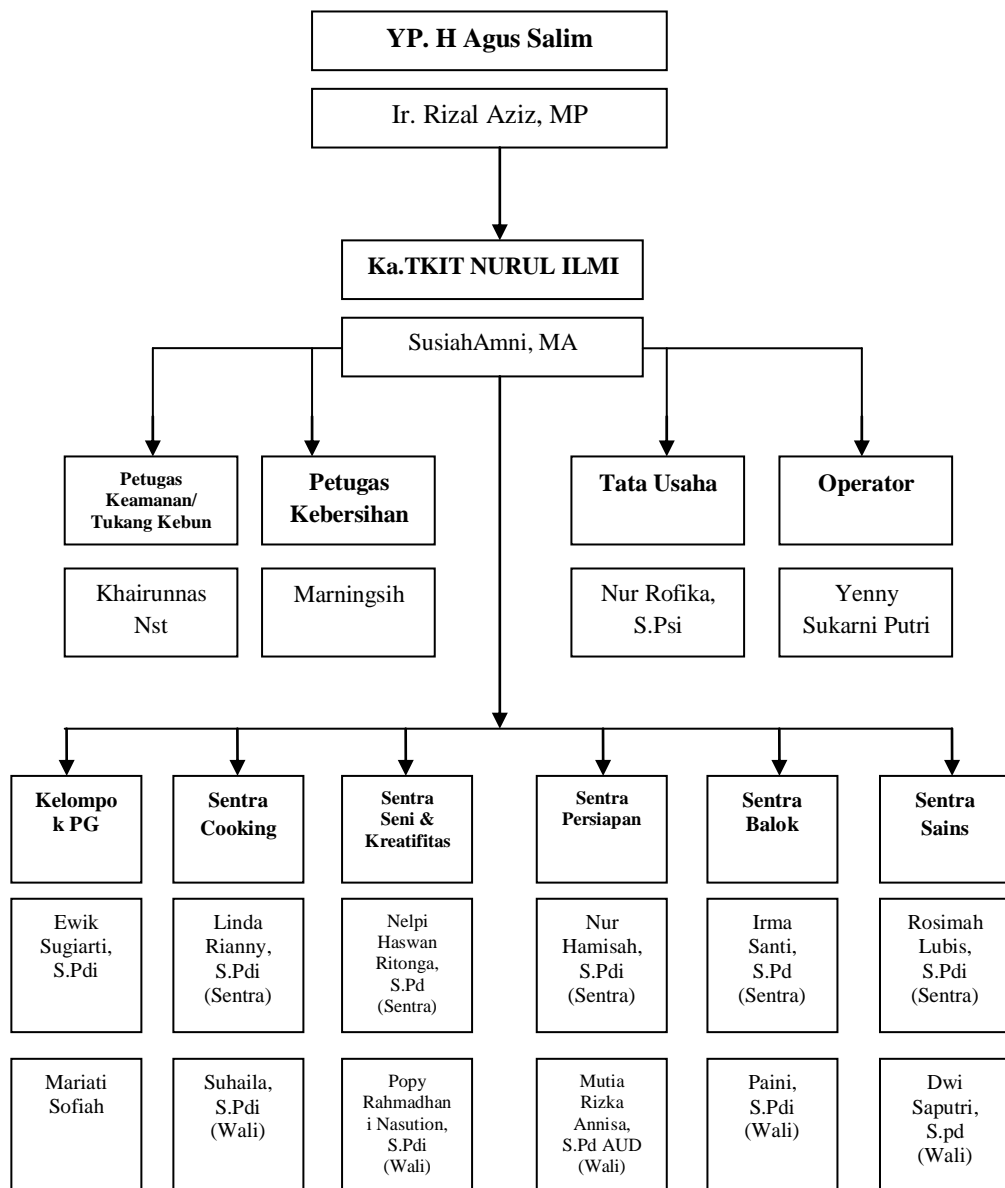 YP. H Agus Salim
Ir. Rizal Aziz, MP
Ka.TKIT NURUL ILMI
SusiahAmni, MA
Petugas
Keamanan/
Tukang Kebun
Petugas
Kebersihan
Tata Usaha
Operator
Khairunnas
Nst
Marningsih
Nur Rofika,
S.Psi
Yenny
Sukarni Putri
Kelompo
k PG
Sentra
Cooking
Sentra
Seni &
Kreatifitas
Sentra
Persiapan
Sentra
Balok
Sentra
Sains
Ewik
Sugiarti,
S.Pdi
Linda
Rianny,
S.Pdi
(Sentra)
Nelpi
Haswan
Ritonga,
S.Pd
(Sentra)
Nur
Hamisah,
S.Pdi
(Sentra)
Irma
Santi,
S.Pd
(Sentra)
Rosimah
Lubis,
S.Pdi
(Sentra)
Mariati
Sofiah
Suhaila,
S.Pdi
(Wali)
Popy
Rahmadhan
i Nasution,
S.Pdi
(Wali)
Mutia
Rizka
Annisa,
S.Pd AUD
(Wali)
Paini,
S.Pdi
(Wali)
Dwi
Saputri,
S.pd
(Wali)